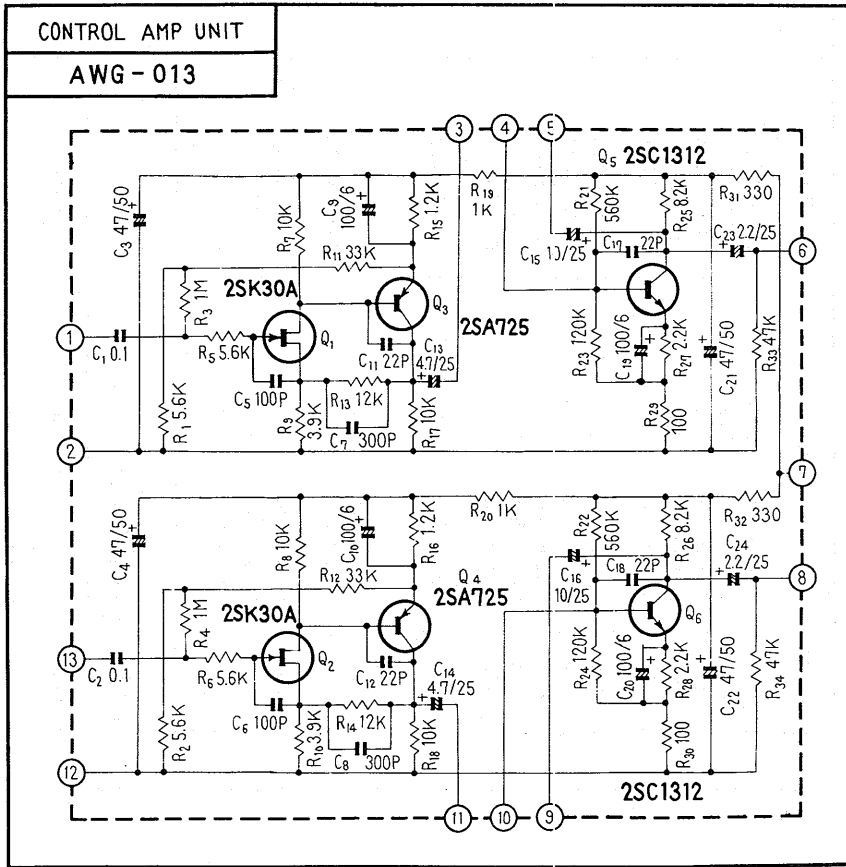 CONTROL AMP UNIT
AWG-013
3
4
5
Q5 2SC1312
C3 47/50
+
R7 10K
C9 100/6
+
R15 1.2K
R19 1K
R21 560K
R25 8.2K
R31 330
C15 10/25
+
C17 22P
+
C23 2.2/25
6
R11 33K
R3 1M
2SK30A
Q3
2SA725
1
C1 0.1
R5 5.6K
Q1
C11 22P
C13 4.7/25
+
R23 120K
C19 100/6
+
R27 2.2K
+
C21 47/50
R33 47K
C5 100P
R13 12K
R1 5.6K
R9 3.9K
C7 300P
R17 10K
R29 100
2
7
C4 47/50
+
R8 10K
C10 100/6
+
R16 1.2K
R20 1K
R22 560K
R26 8.2K
R32 330
C16 10/25
+
C18 22P
C24 2.2/25
+
8
R12 33K
Q4
2SA725
R4 1M
2SK30A
Q6
13
C2 0.1
R6 5.6K
Q2
C12 22P
C14 4.7/25
+
R24 120K
C20 100/6
+
R28 2.2K
+
C22 47/50
R34 47K
C6 100P
R14 12K
R2 5.6K
R10 3.9K
C8 300P
R18 10K
R30 100
12
2SC1312
11
10
9